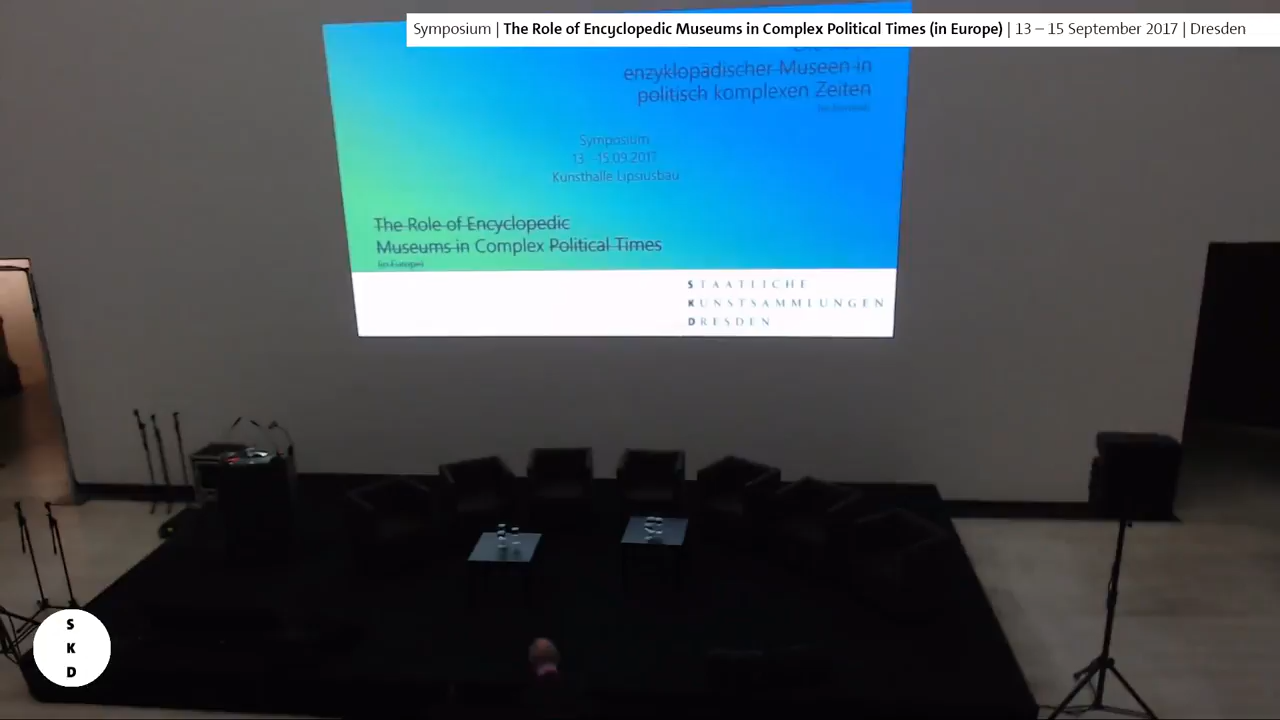 Symposium | The Role of Encyclopedic Museums in Complex Political Times (in Europe) | 13 – 15 September 2017 | Dresden
enzyklopädischer Museen in
politisch komplexen Zeiten
Symposium
13. -15.09.2017
Kunsthalle Lipsiusbau
The Role of Encyclopedic
Museums in Complex Political Times
(in Europe)
STAATLICHE
KUNSTSAMMLUNGEN
DRESDEN
S
K
D